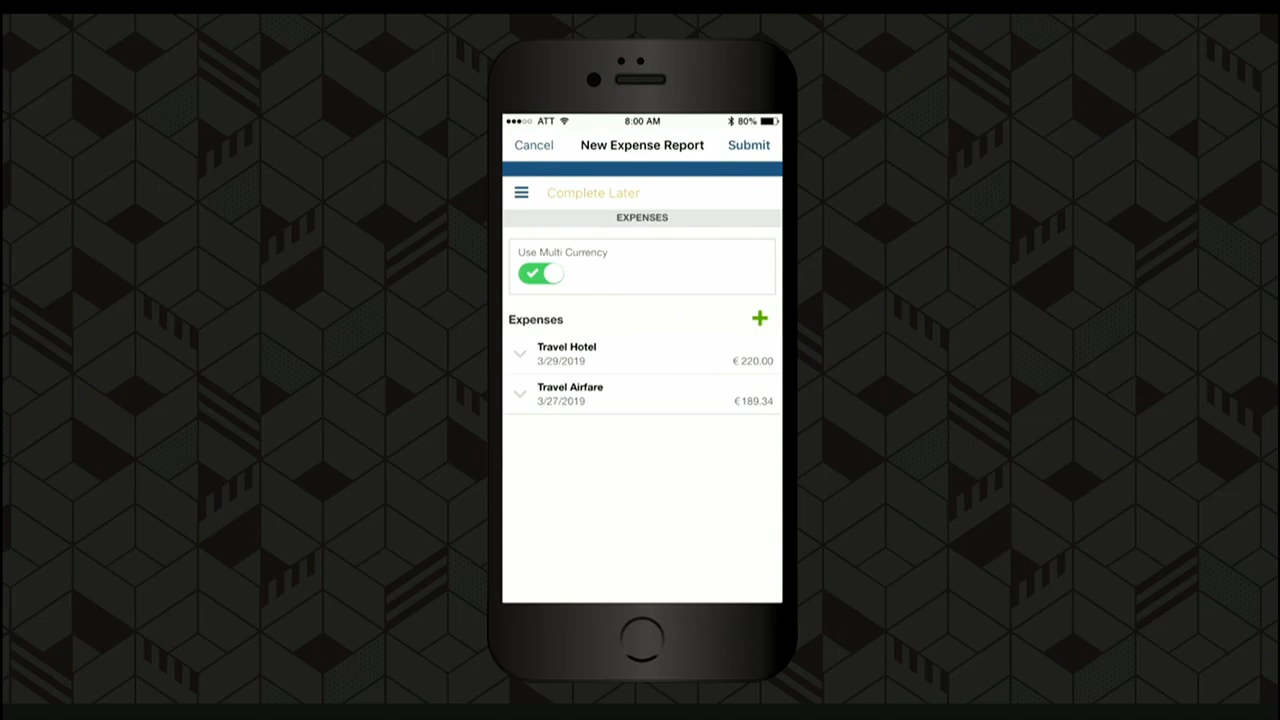 ATT 8:00 AM 80%
Cancel New Expense Report Submit
Complete Later
EXPENSES
Use Multi Currency
Expenses
Travel Hotel
3/29/2019 € 220.00
Travel Airfare
3/27/2019 € 189.34